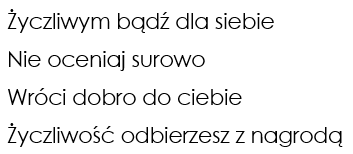 Życzliwym bądź dla siebie
Nie oceniaj surowo
Wróci dobro do ciebie
Życzliwość odbierzesz z nagrodą